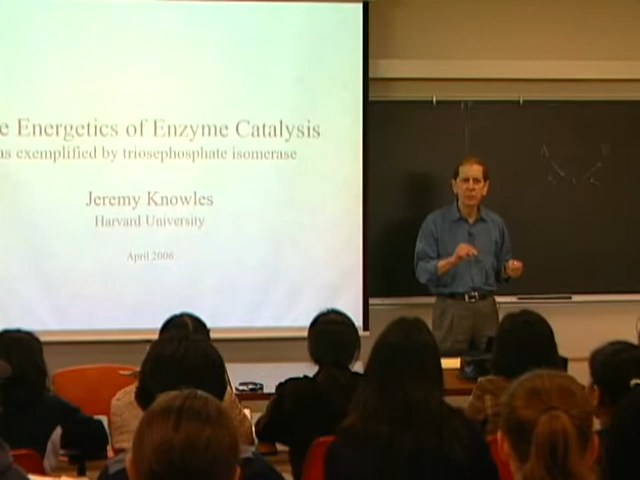 e Energetics of Enzyme Catalysis
as exemplified by triosephosphate isomerase
Jeremy Knowles
Harvard University
April 2006